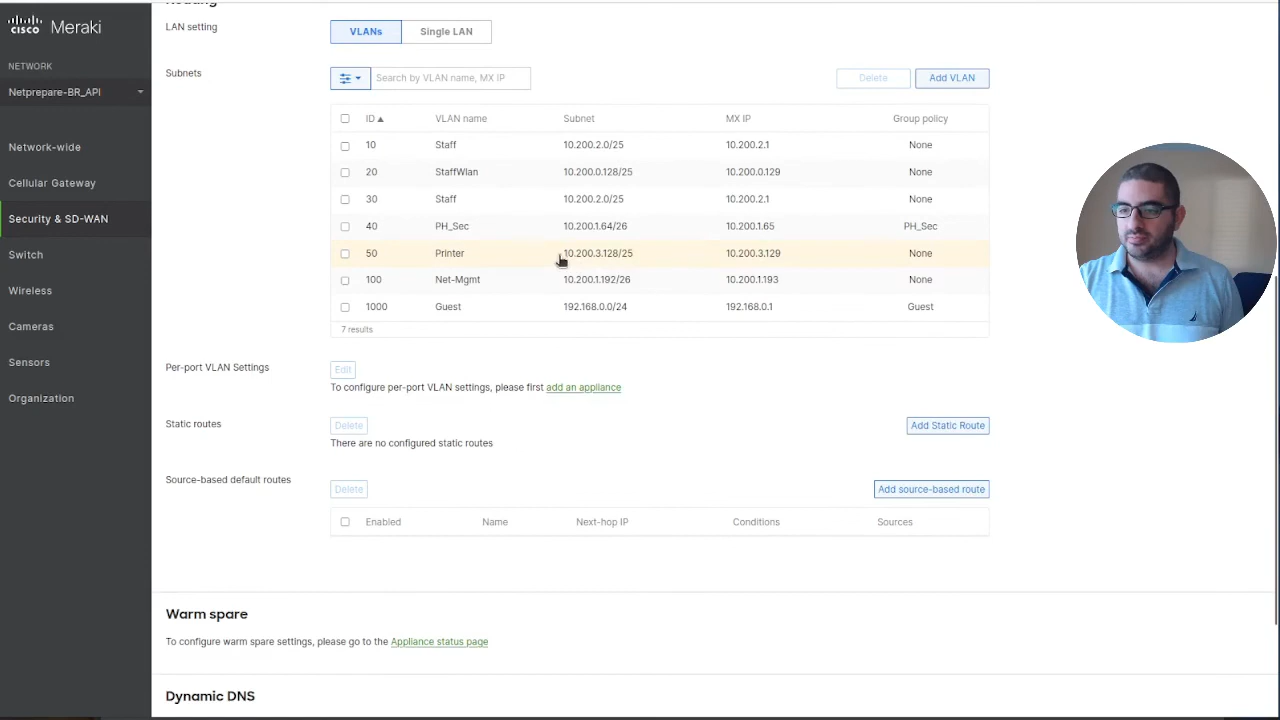 Routing
cisco Meraki
LAN setting
VLANs
Single LAN
NETWORK
Netprepare-BR_API
Subnets
Search by VLAN name, MX IP
Delete
Add VLAN
ID VLAN name Subnet MX IP Group policy
10 Staff 10.200.2.0/25 10.200.2.1 None
20 StaffWlan 10.200.0.128/25 10.200.0.129 None
30 Staff 10.200.2.0/25 10.200.2.1 None
40 PH_Sec 10.200.1.64/26 10.200.1.65 PH_Sec
50 Printer 10.200.3.128/25 10.200.3.129 None
100 Net-Mgmt 10.200.1.192/26 10.200.1.193 None
1000 Guest 192.168.0.0/24 192.168.0.1 Guest
7 results
Network-wide
Cellular Gateway
Security & SD-WAN
Switch
Wireless
Cameras
Sensors
Organization
Per-port VLAN Settings
Edit
To configure per-port VLAN settings, please first add an appliance
Static routes
Delete
Add Static Route
There are no configured static routes
Source-based default routes
Delete
Add source-based route
Enabled Name Next-hop IP Conditions Sources
Warm spare
To configure warm spare settings, please go to the Appliance status page
Dynamic DNS